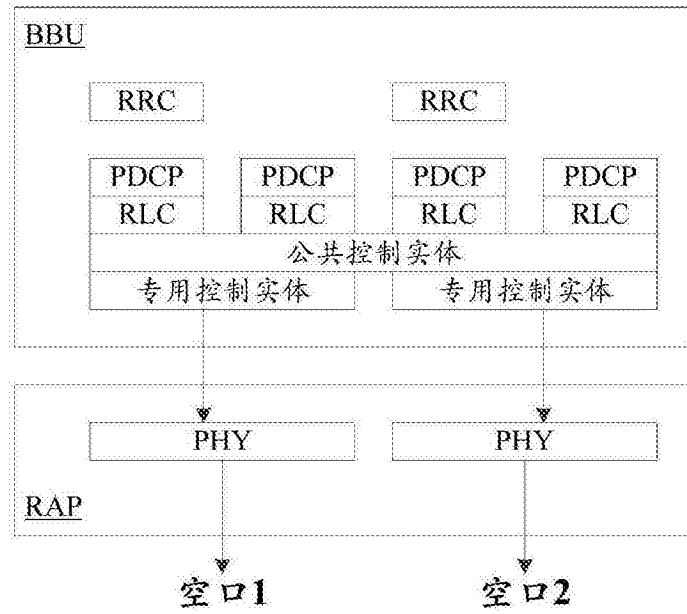 BBU
RRC RRC
PDCP PDCP PDCP PDCP
RLC RLC RLC RLC
公共控制实体
专用控制实体 专用控制实体
PHY PHY
RAP
空口1 空口2